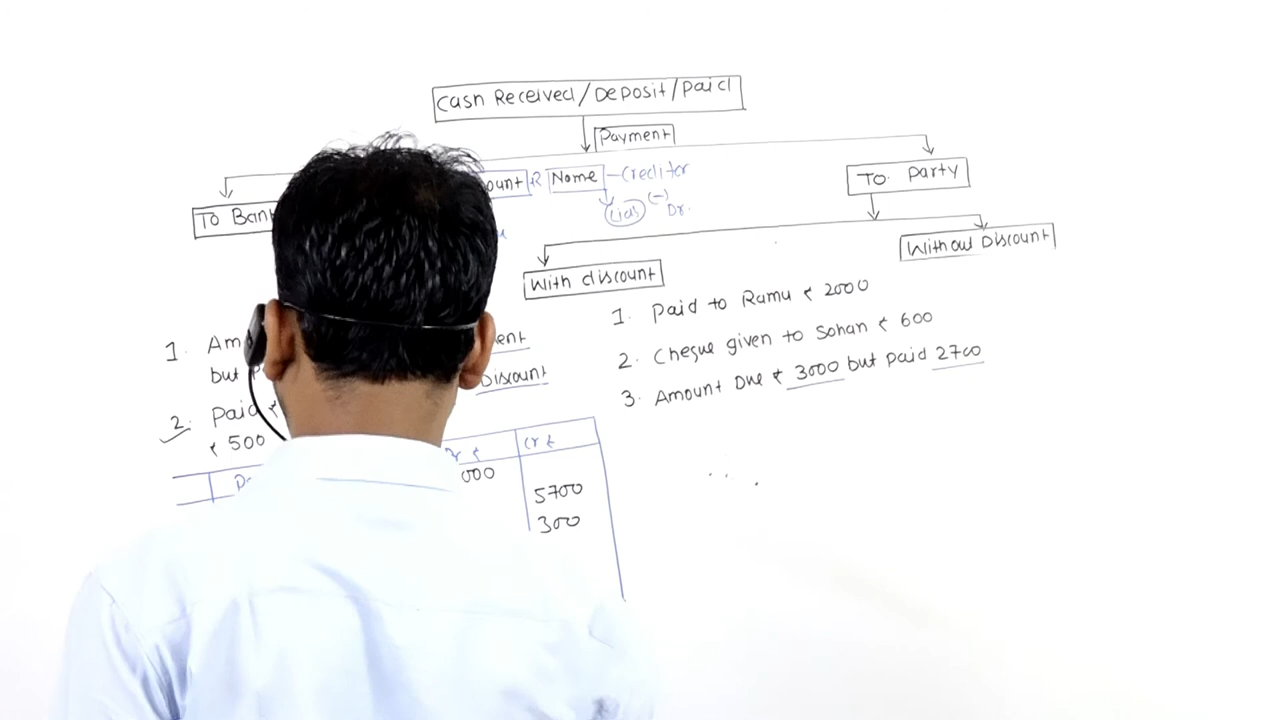 Cash Received/Deposit/Paid
Payment
To Bank
ount
Name
Creditor
To Party
Liab
(-)
Dr.
With discount
Without Discount
1. Am
ent
but P
Discount
2. Paid ₹
₹ 500
1. Paid to Ramu ₹ 2000
2. Cheque given to Sohan ₹ 600
3. Amount Due ₹ 3000 but paid 2700
Cr ₹
000
5700
300